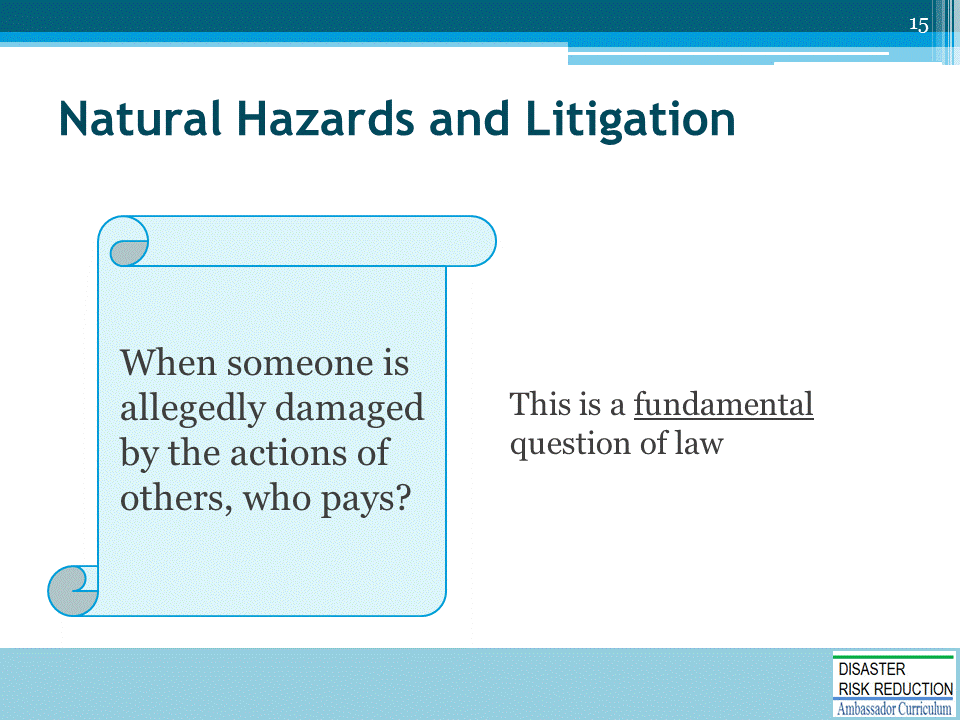 15
Natural Hazards and Litigation
When someone is
allegedly damaged
by the actions of
others, who pays?
This is a fundamental
question of law
DISASTER
RISK REDUCTION
Ambassador Curriculum